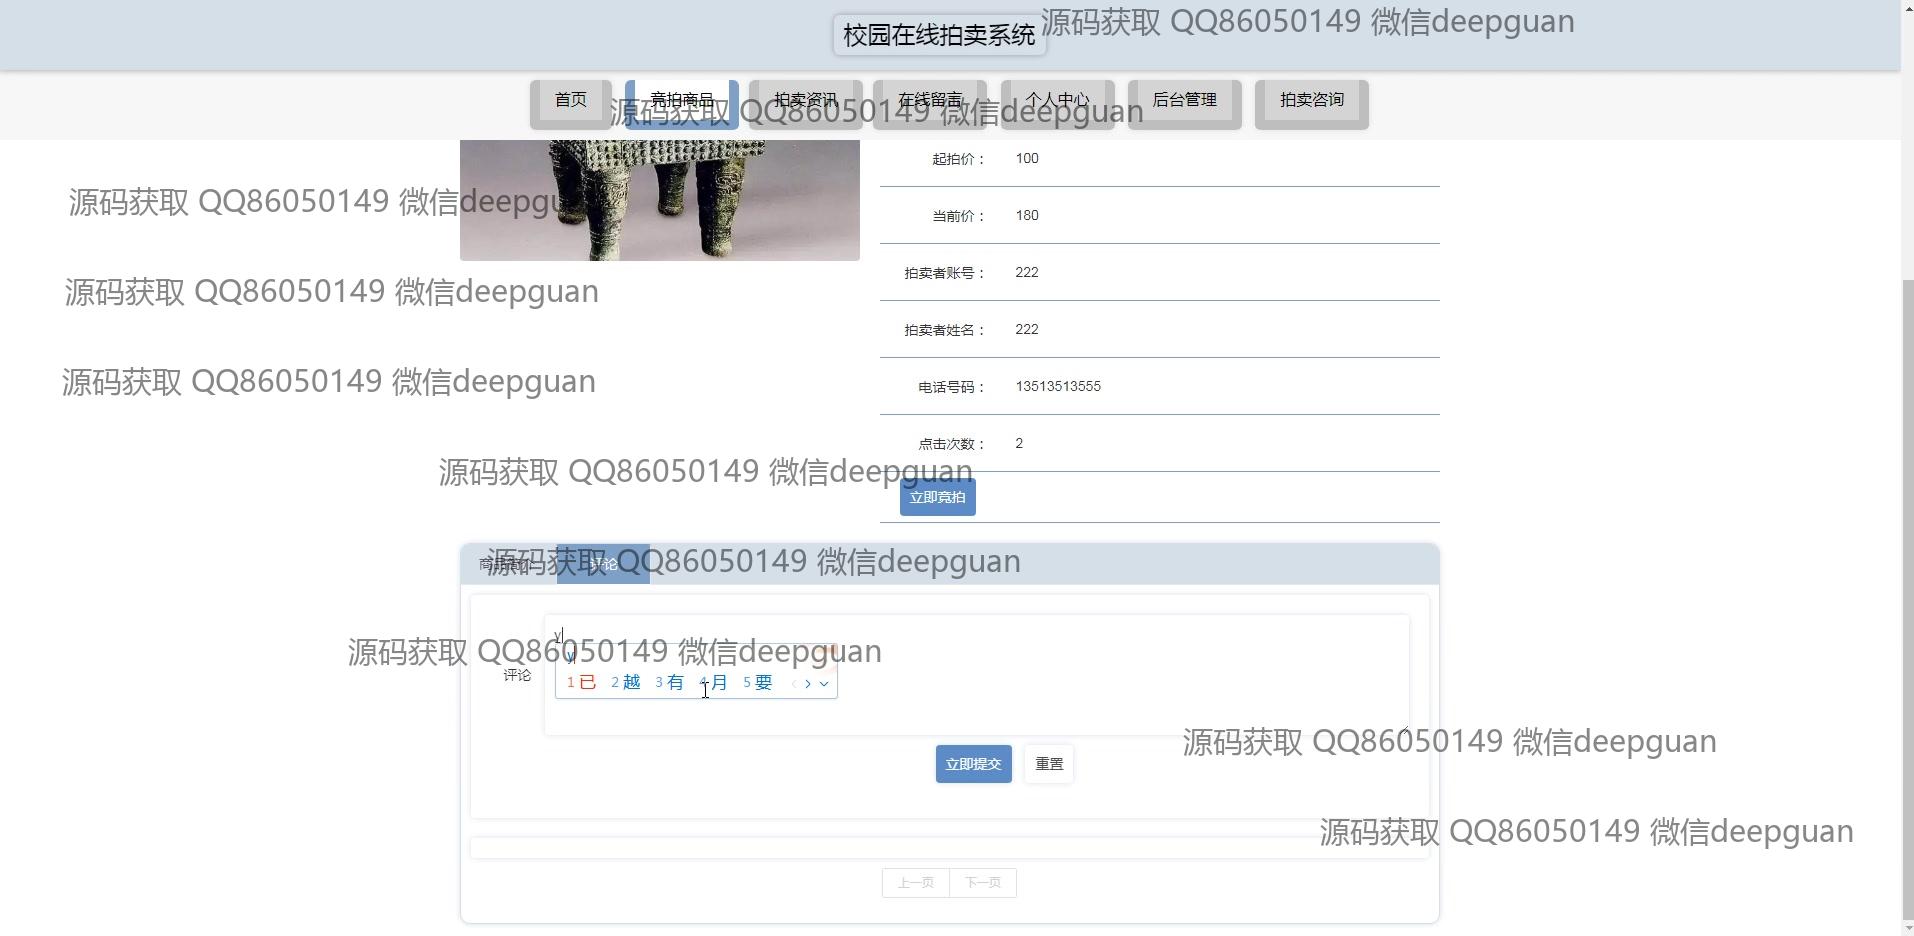 校园在线拍卖系统
源码获取 QQ86050149 微信deepguan
首页 竞拍商品 拍卖资讯 在线留言 个人中心 后台管理 拍卖咨询
源码获取 QQ86050149 微信deepguan
起拍价： 100
源码获取 QQ86050149 微信deepguan
当前价： 180
拍卖者账号： 222
源码获取 QQ86050149 微信deepguan
拍卖者姓名： 222
源码获取 QQ86050149 微信deepguan
电话号码： 13513513555
点击次数： 2
源码获取 QQ86050149 微信deepguan
立即竞拍
源码获取 QQ86050149 微信deepguan
商品简介 评论
y
源码获取 QQ86050149 微信deepguan
y
评论
1 已 2 越 3 有 4 月 5 要
源码获取 QQ86050149 微信deepguan
立即提交 重置
源码获取 QQ86050149 微信deepguan
上一页 下一页